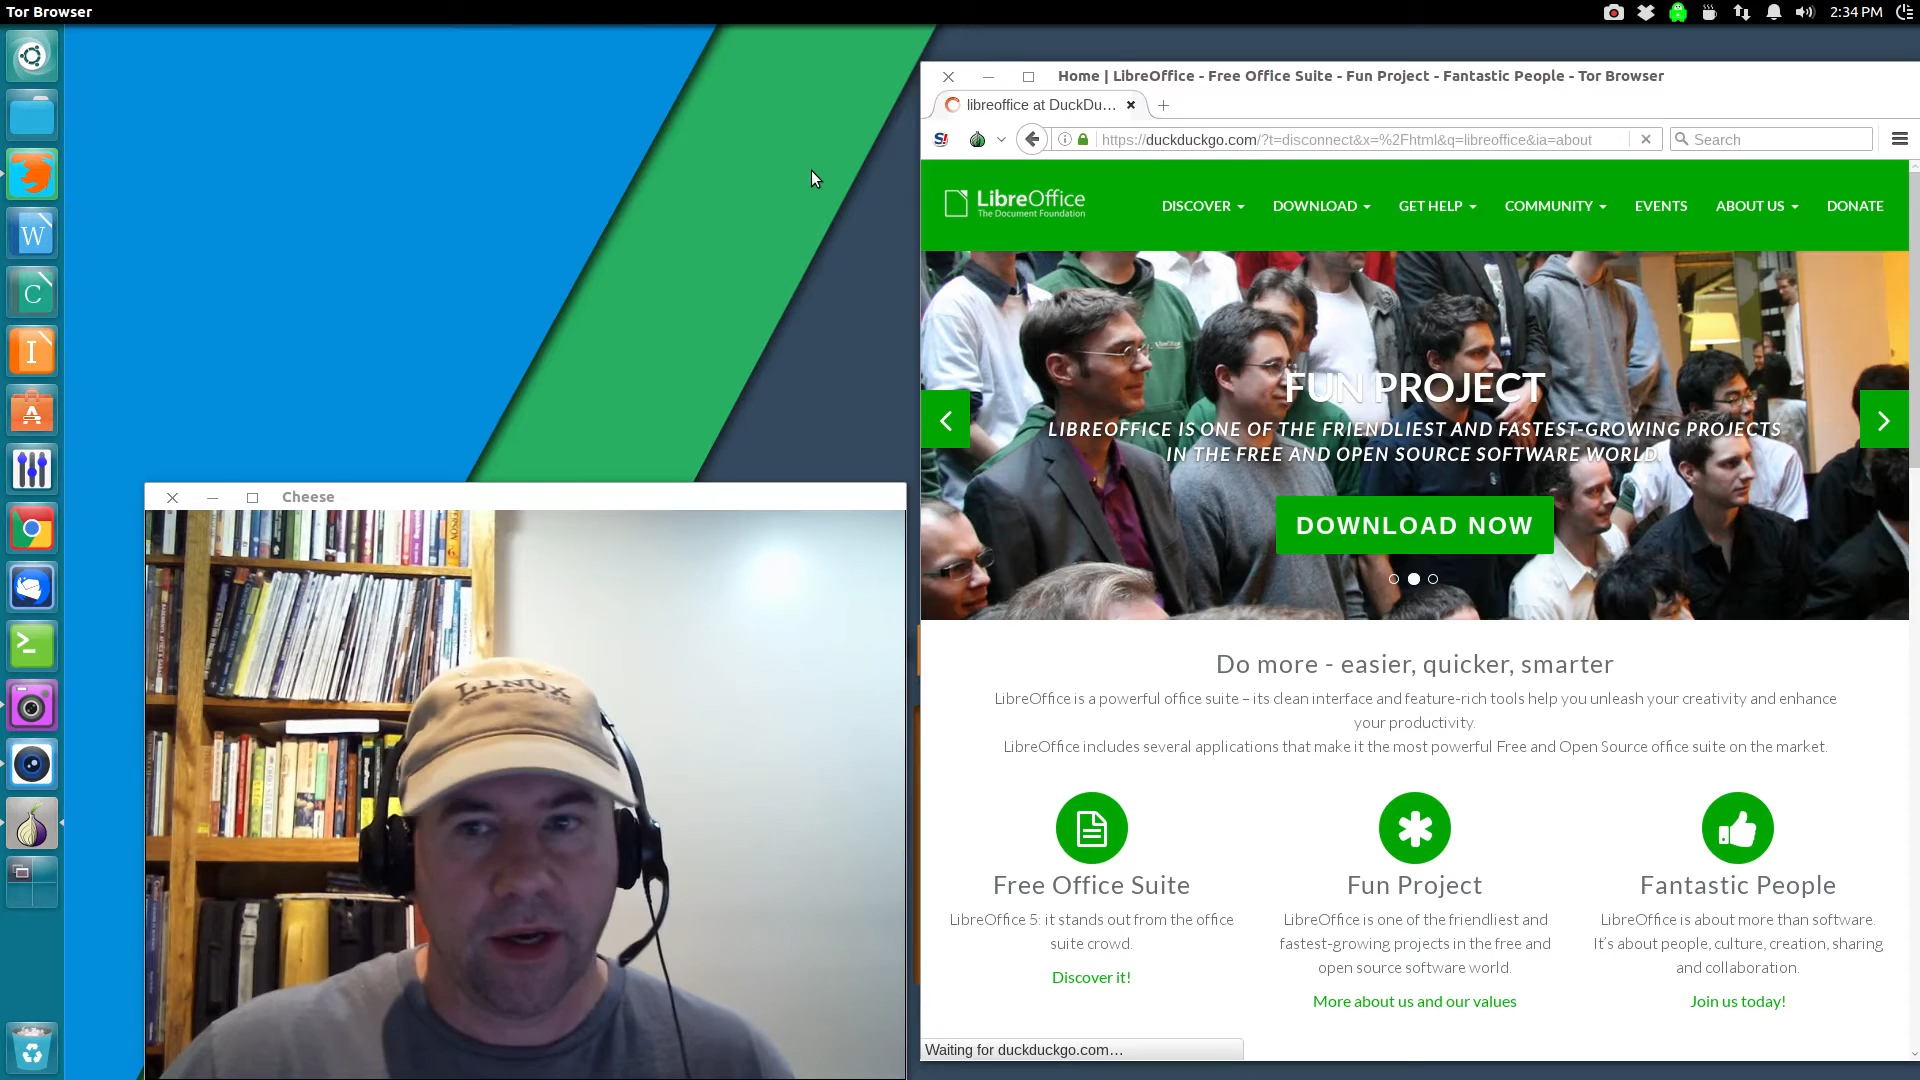 Tor Browser
2:34 PM
Home | LibreOffice - Free Office Suite - Fun Project - Fantastic People - Tor Browser
libreoffice at DuckDu...
S!
https://duckduckgo.com/?t=disconnect&x=%2Fhtml&q=libreoffice&ia=about
Search
LibreOffice
The Document Foundation
DISCOVER
DOWNLOAD
GET HELP
COMMUNITY
EVENTS
ABOUT US
DONATE
FUN PROJECT
LIBREOFFICE IS ONE OF THE FRIENDLIEST AND FASTEST-GROWING PROJECTS
IN THE FREE AND OPEN SOURCE SOFTWARE WORLD.
DOWNLOAD NOW
Do more - easier, quicker, smarter
LibreOffice is a powerful office suite – its clean interface and feature-rich tools help you unleash your creativity and enhance
your productivity.
LibreOffice includes several applications that make it the most powerful Free and Open Source office suite on the market.
Free Office Suite
LibreOffice 5: it stands out from the office
suite crowd.
Discover it!
Fun Project
LibreOffice is one of the friendliest and
fastest-growing projects in the free and
open source software world.
More about us and our values
Fantastic People
LibreOffice is about more than software.
It's about people, culture, creation, sharing
and collaboration.
Join us today!
Waiting for duckduckgo.com...
Cheese
LINUX
W
C
I
A
>_